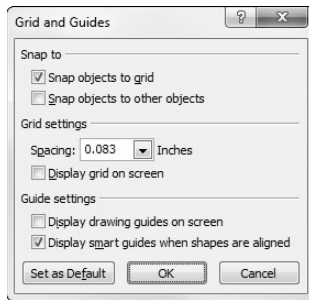 Grid and Guides
Snap to
Snap objects to grid
Snap objects to other objects
Grid settings
Spacing: 0.083 Inches
Display grid on screen
Guide settings
Display drawing guides on screen
Display smart guides when shapes are aligned
Set as Default OK Cancel